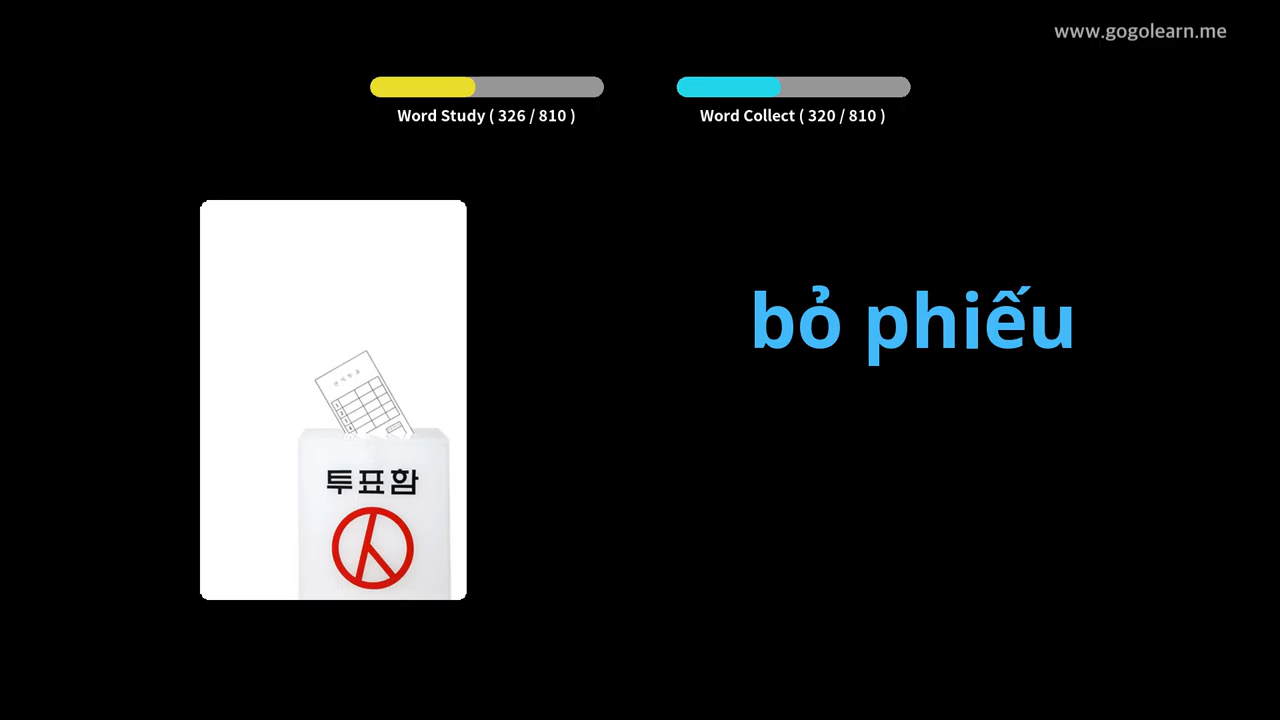 www.gogolearn.me
Word Study ( 326 / 810 )
Word Collect ( 320 / 810 )
bỏ phiếu
투표함